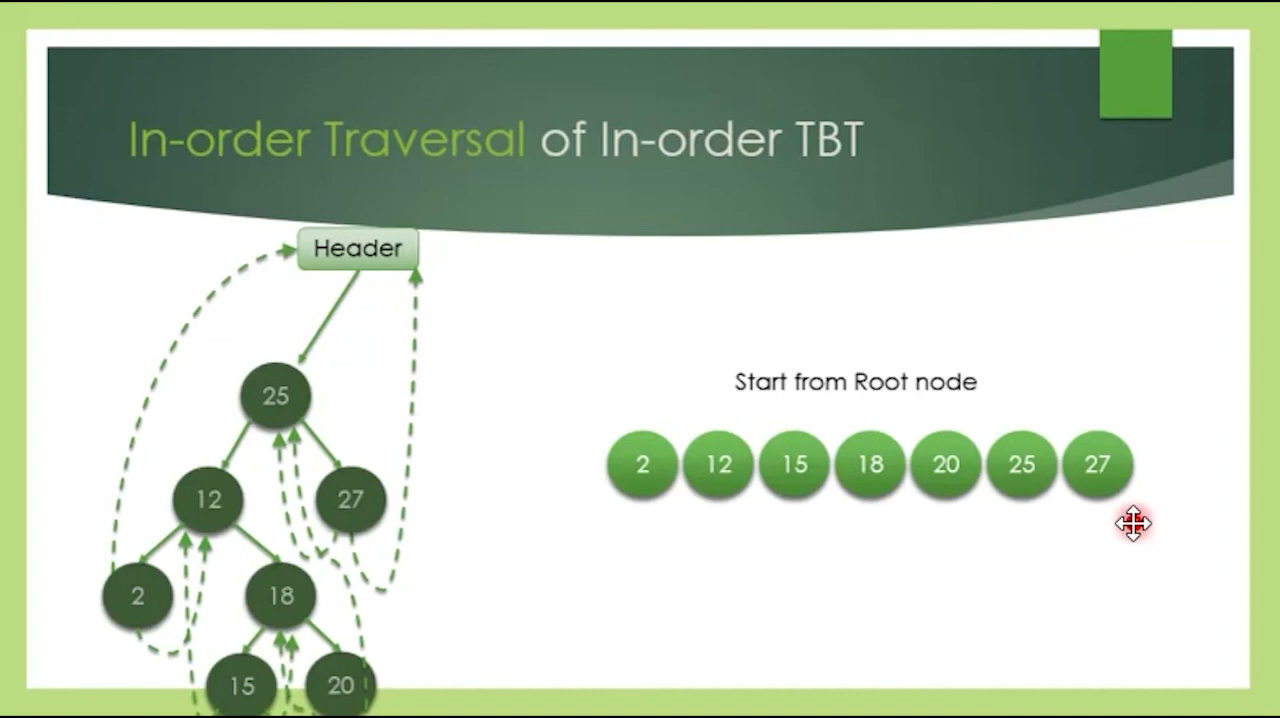 In-order Traversal of In-order TBT
Header
25
Start from Root node
2 12 15 18 20 25 27
12 27
2 18
15 20